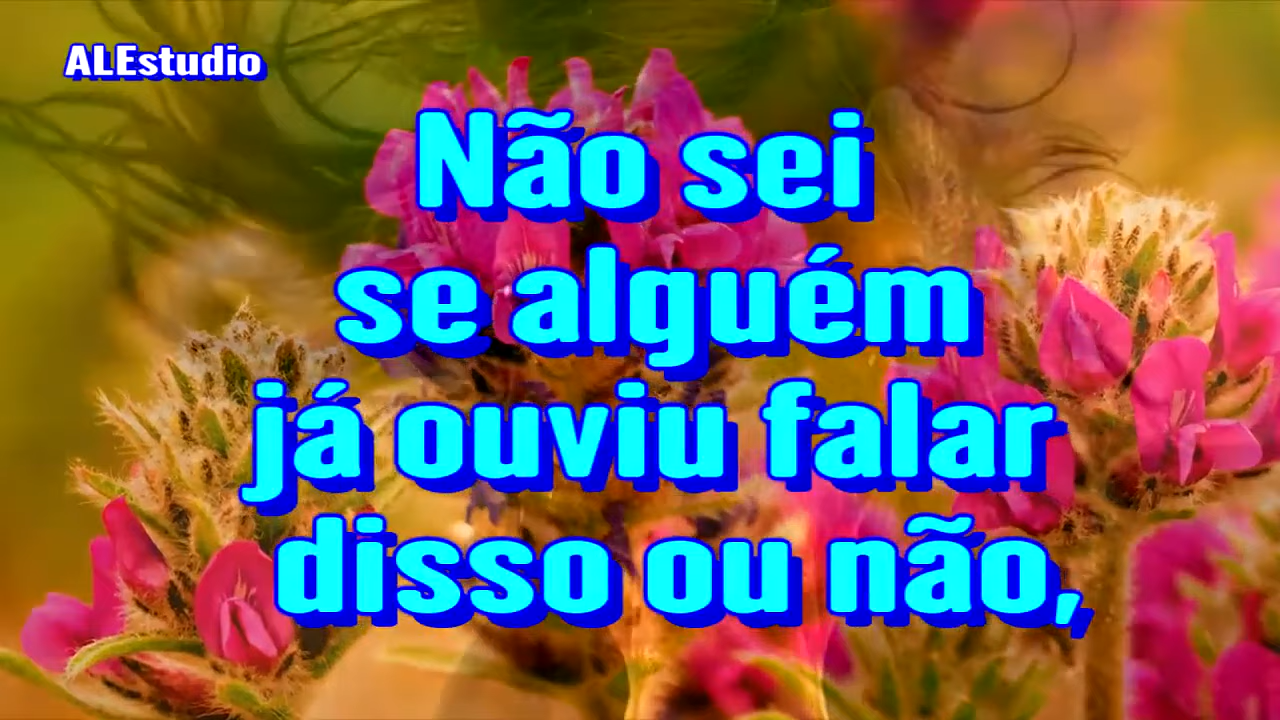 ALEstudio
Não sei
se alguém
já ouviu falar
disso ou não,